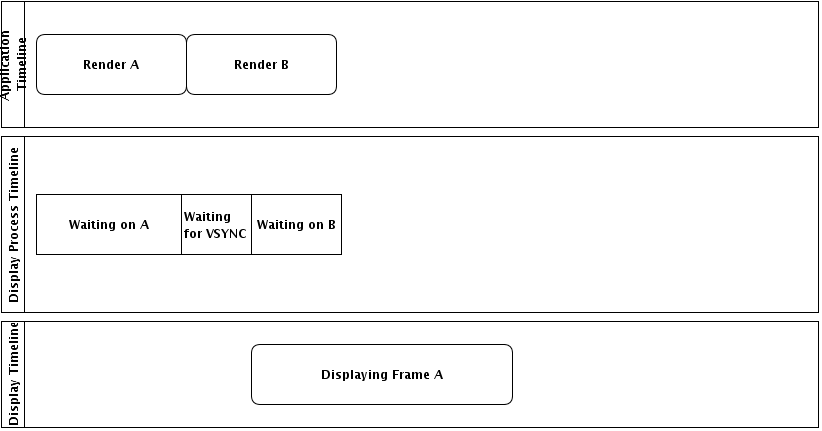 Application
Timeline
Render A
Render B
Display Process Timeline
Waiting on A
Waiting
for VSYNC
Waiting on B
Display Timeline
Displaying Frame A